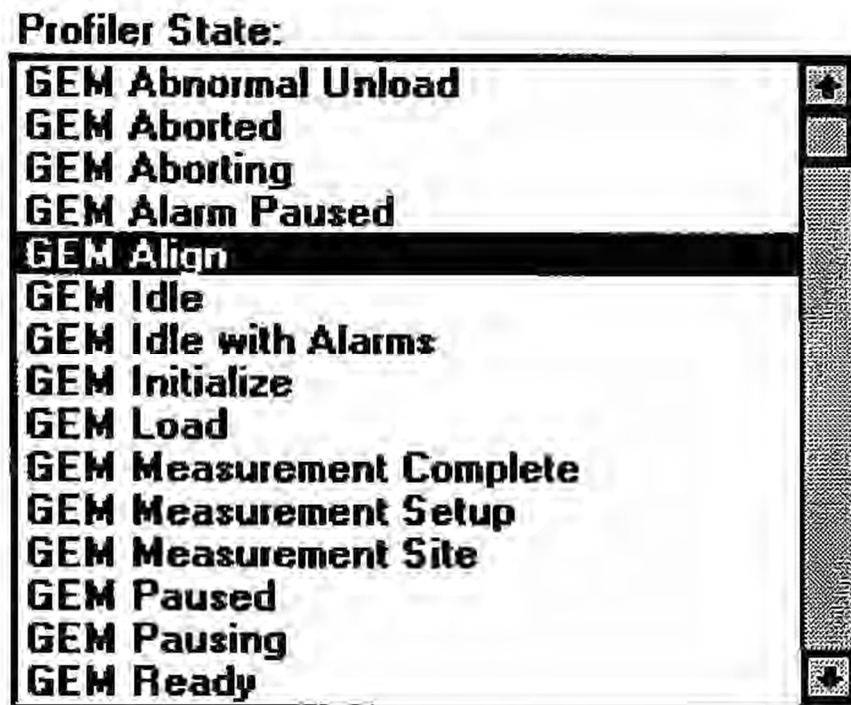 Profiler State:
GEM Abnormal Unload
GEM Aborted
GEM Aborting
GEM Alarm Paused
GEM Align
GEM Idle
GEM Idle with Alarms
GEM Initialize
GEM Load
GEM Measurement Complete
GEM Measurement Setup
GEM Measurement Site
GEM Paused
GEM Pausing
GEM Ready